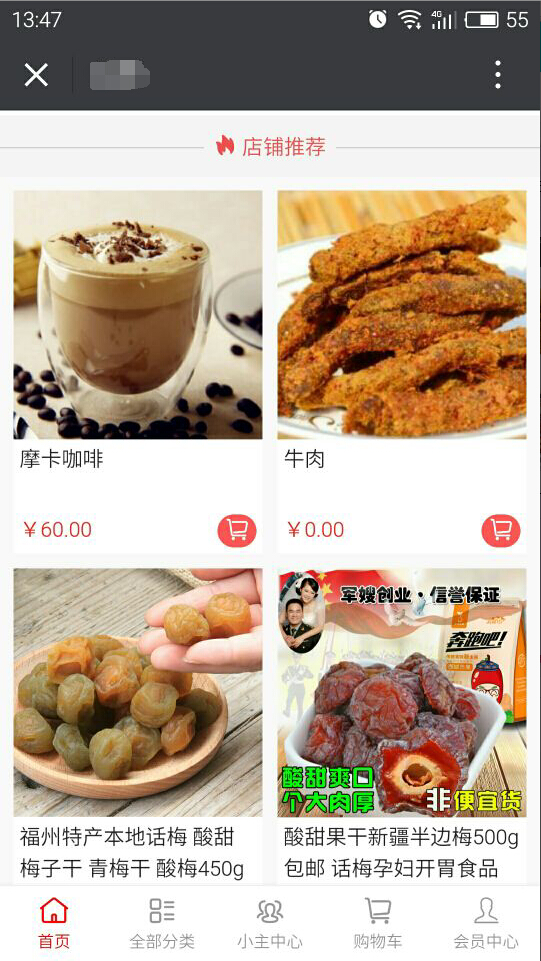 13:47
4G
55
店铺推荐
摩卡咖啡
牛肉
￥60.00
￥0.00
军嫂创业·信誉保证
奔跑吧!
酸甜爽口
个大肉厚
非便宜货
福州特产本地话梅 酸甜
梅子干 青梅干 酸梅450g
酸甜果干新疆半边梅500g
包邮 话梅孕妇开胃食品
首页
全部分类
小主中心
购物车
会员中心